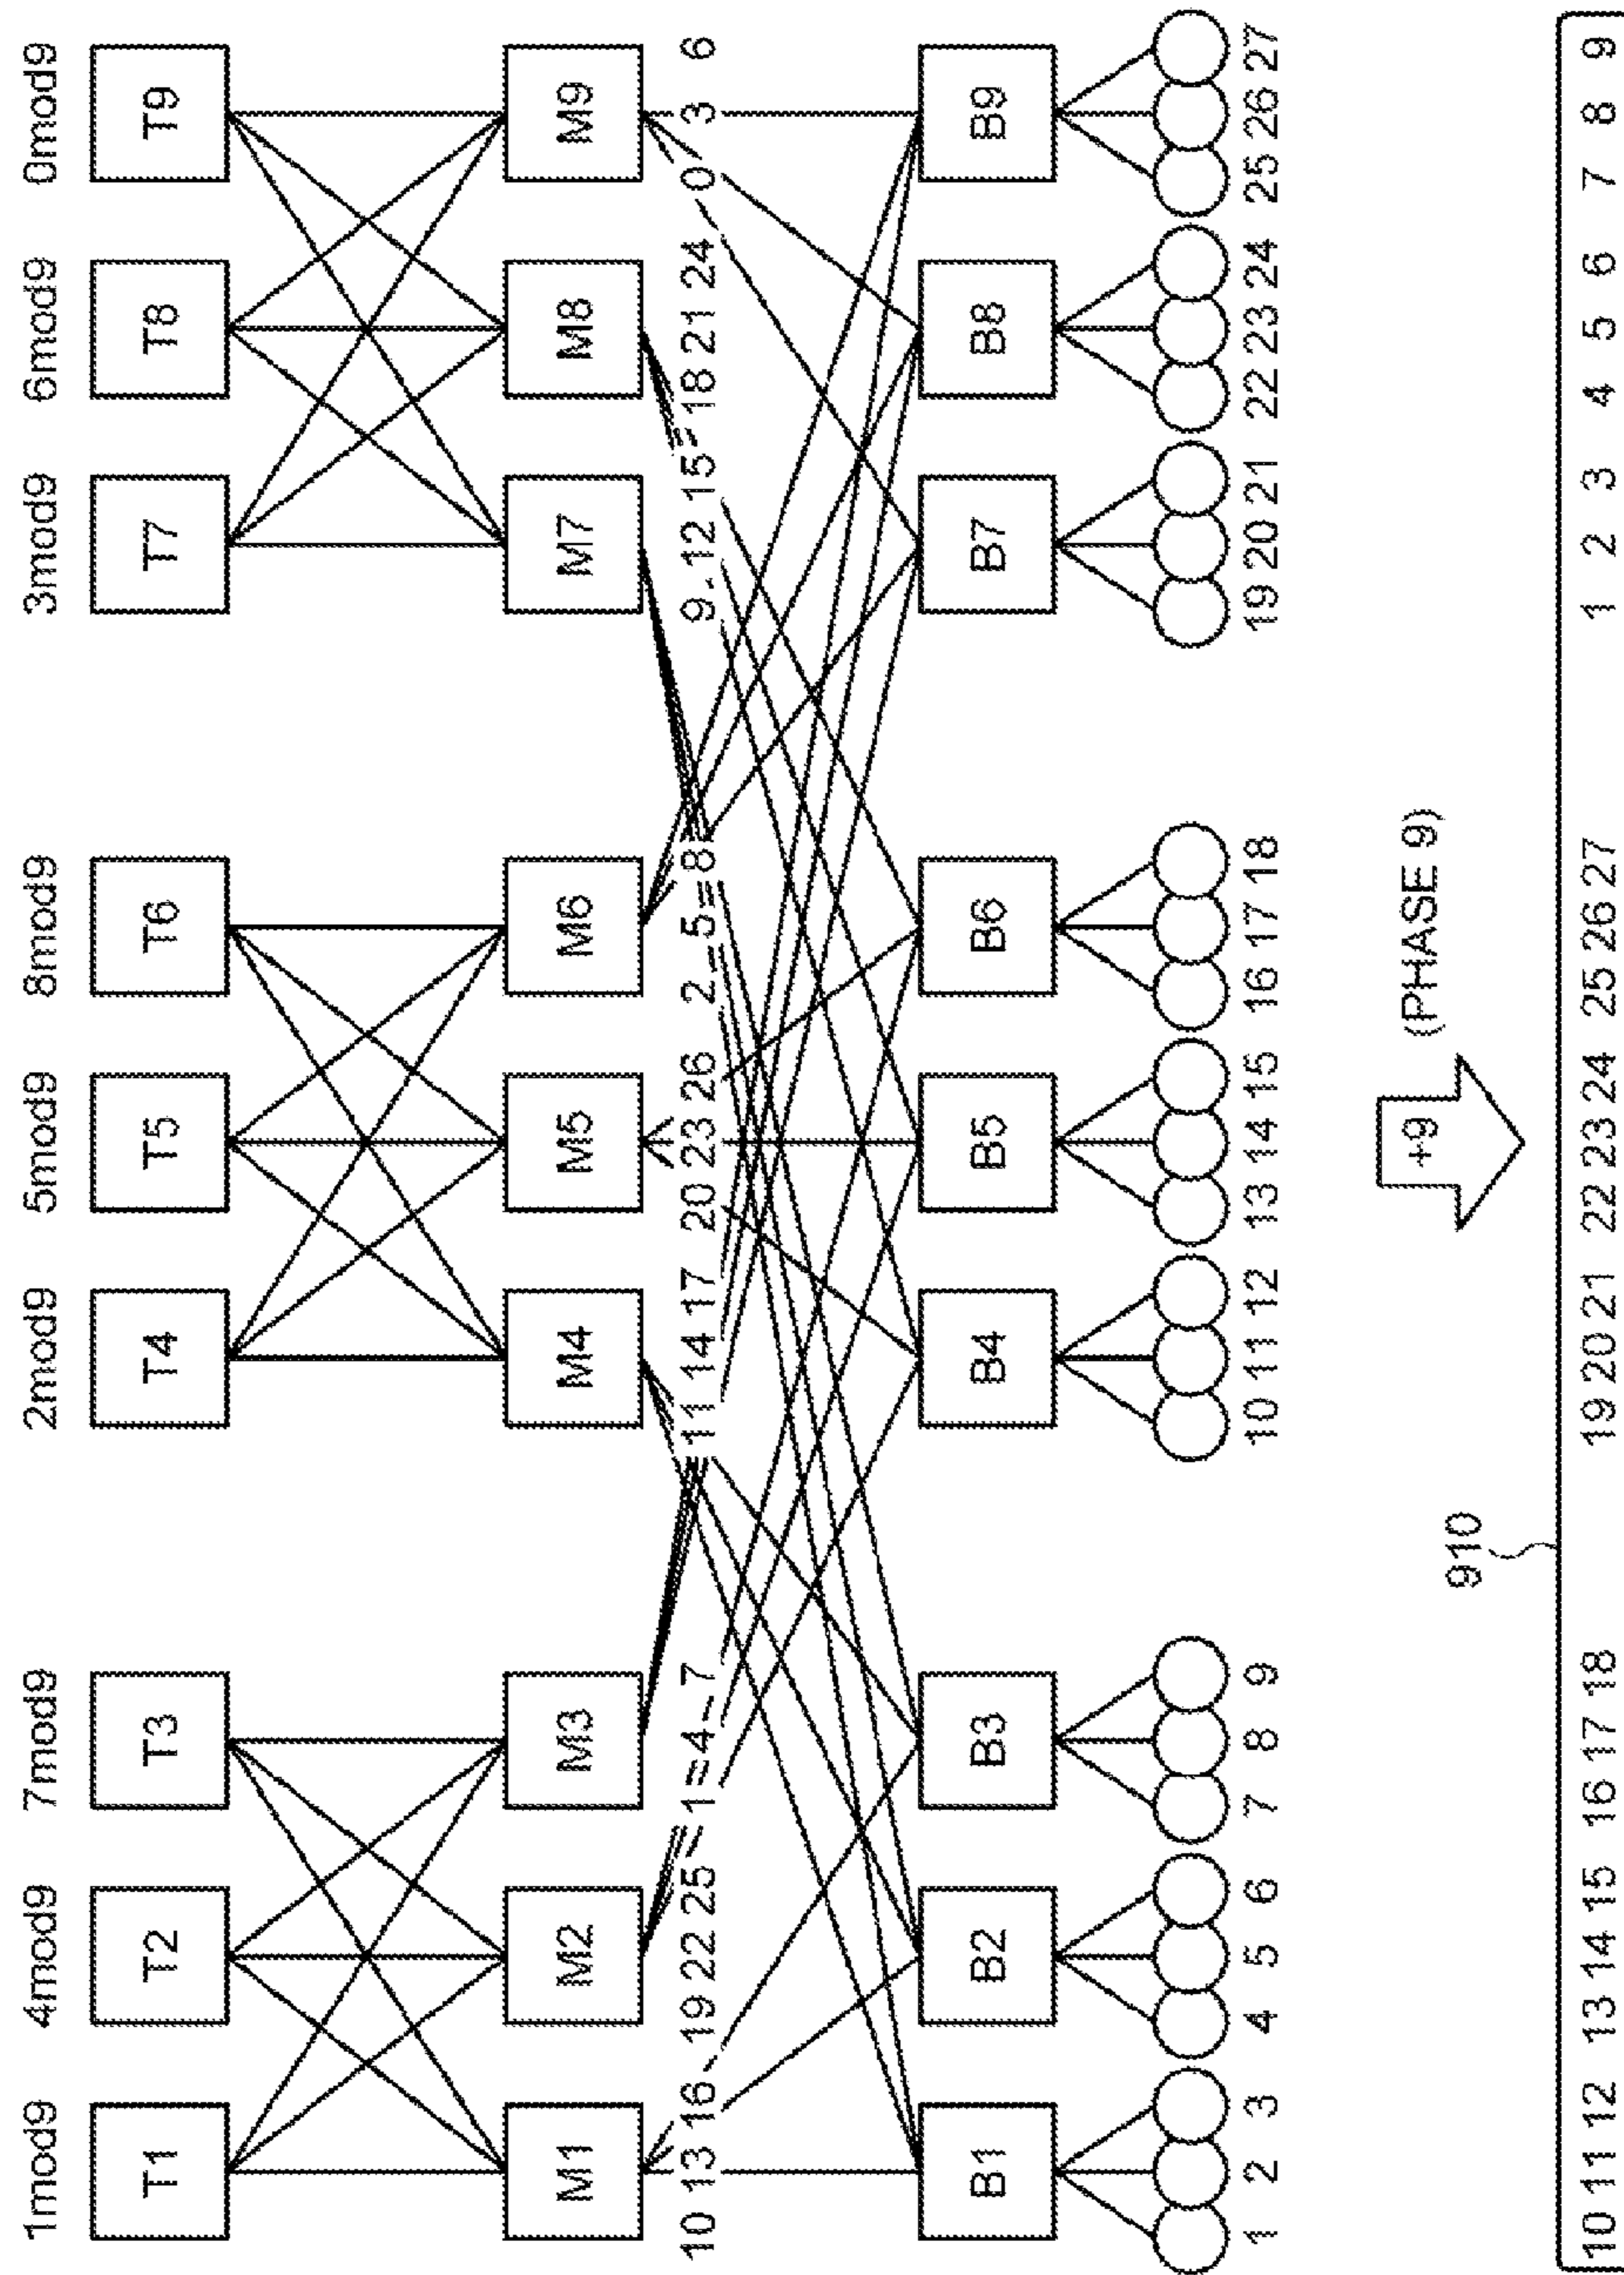 1mod9 4mod9 7mod9 2mod9 5mod9 8mod9 3mod9 6mod9 0mod9
T1 T2 T3 T4 T5 T6 T7 T8 T9
M1 M2 M3 M4 M5 M6 M7 M8 M9
10 13 16 19 22 25 1 4 7 11 14 17 20 23 26 2 5 8 9 12 15 18 21 24 0 3 6
B1 B2 B3 B4 B5 B6 B7 B8 B9
1 2 3 4 5 6 7 8 9 10 11 12 13 14 15 16 17 18 19 20 21 22 23 24 25 26 27
+9 (PHASE 9)
910
10 11 12 13 14 15 16 17 18 19 20 21 22 23 24 25 26 27 1 2 3 4 5 6 7 8 9